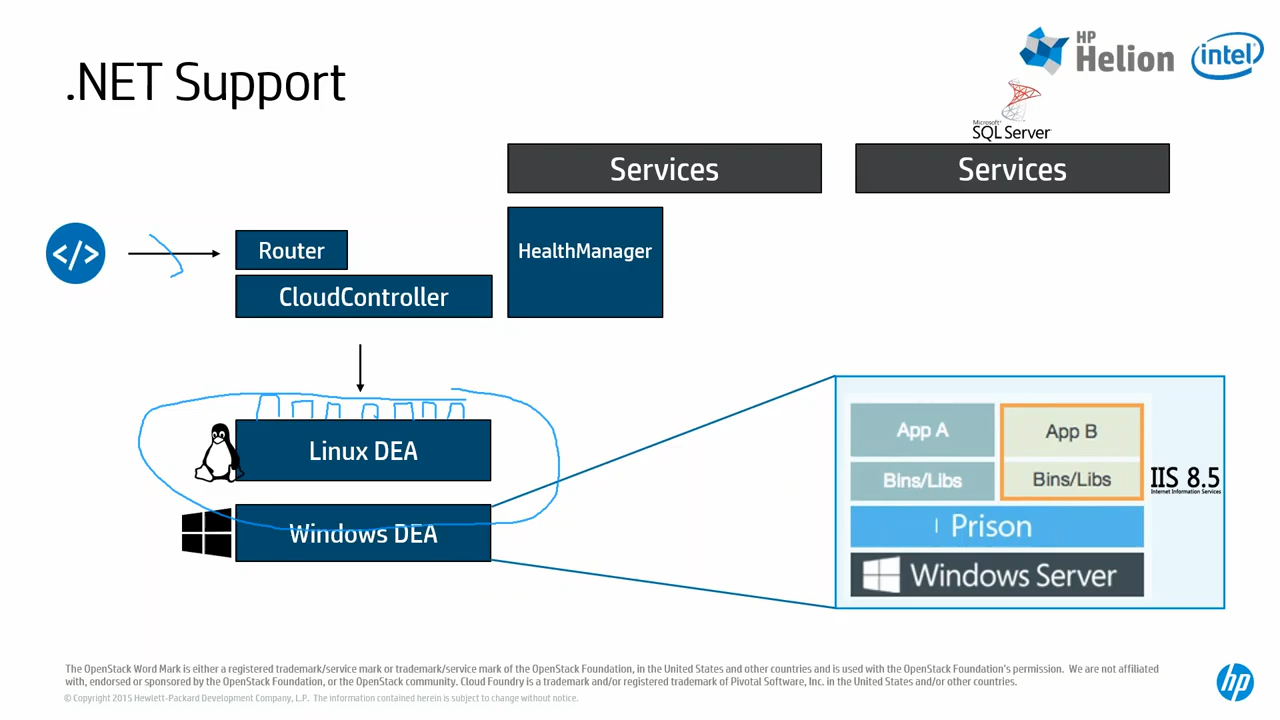 .NET Support
HP
Helion
intel
Microsoft
SQL Server
Services
Services
</>
Router
HealthManager
CloudController
Linux DEA
Windows DEA
App A
App B
Bins/Libs
Bins/Libs
IIS 8.5
Internet Information Services
Prison
Windows Server
The OpenStack Word Mark is either a registered trademark/service mark or trademark/service mark of the OpenStack Foundation, in the United States and other countries and is used with the OpenStack Foundation's permission. We are not affiliated
with, endorsed or sponsored by the OpenStack Foundation, or the OpenStack community. Cloud Foundry is a trademark and/or registered trademark of Pivotal Software, Inc. in the United States and/or other countries.
© Copyright 2015 Hewlett-Packard Development Company, L.P. The information contained herein is subject to change without notice.
hp